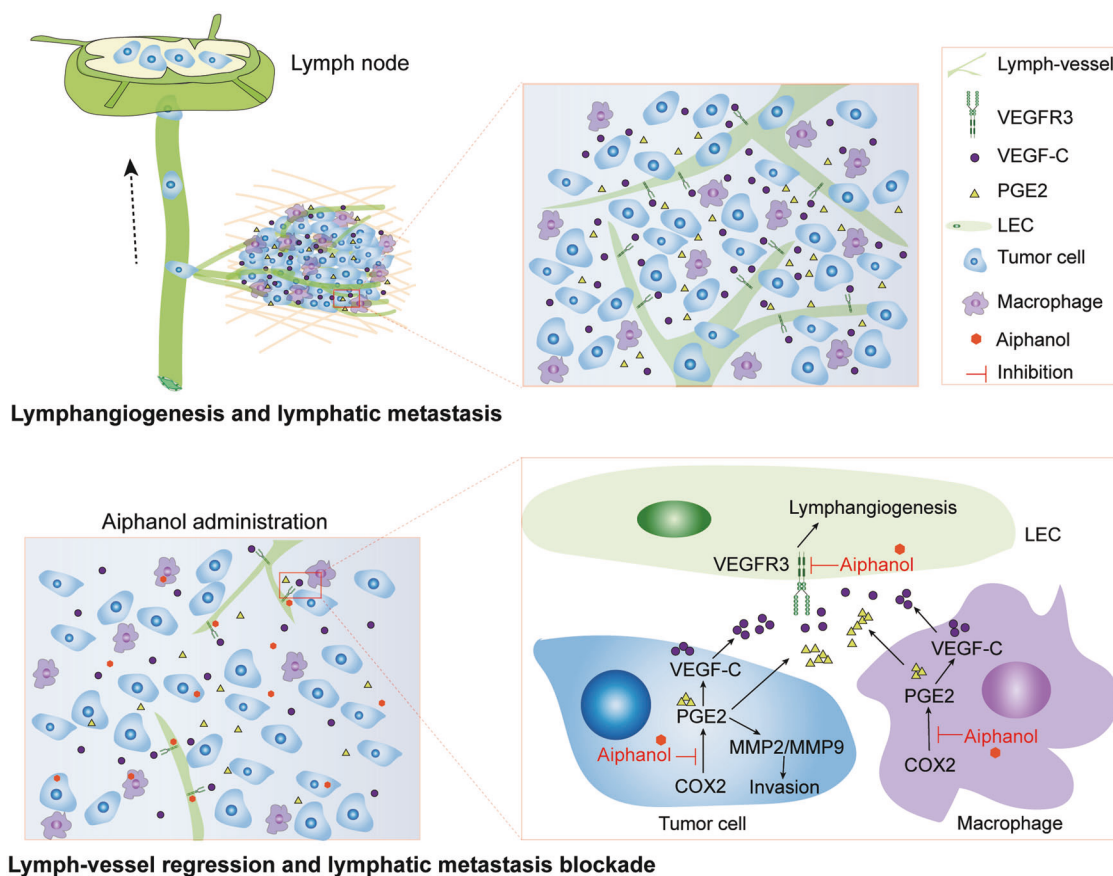 Lymph node
Lymph-vessel
VEGFR3
VEGF-C
PGE2
LEC
Tumor cell
Macrophage
Aiphanol
Inhibition
Lymphangiogenesis and lymphatic metastasis
Aiphanol administration
Lymphangiogenesis
LEC
VEGFR3
Aiphanol
VEGF-C
PGE2
Aiphanol
MMP2/MMP9
COX2
Invasion
Tumor cell
VEGF-C
PGE2
Aiphanol
COX2
Macrophage
Lymph-vessel regression and lymphatic metastasis blockade